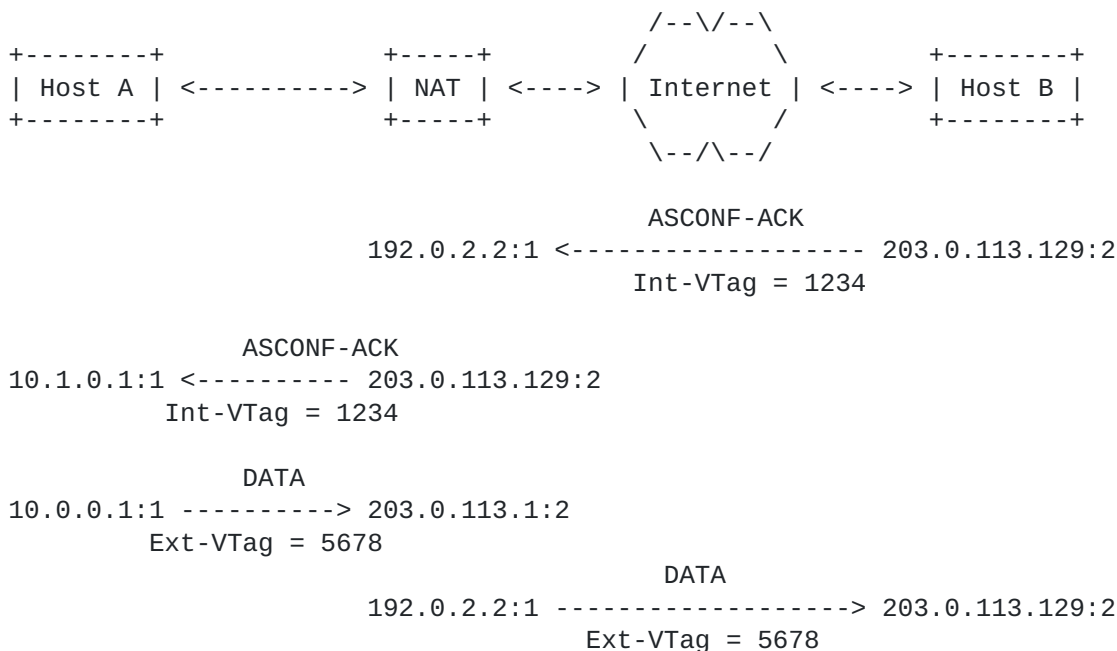 /--\/--\
+--------+ +-----+ / \ +--------+
| Host A | <----------> | NAT | <----> | Internet | <----> | Host B |
+--------+ +-----+ \ / +--------+
\--/\--/
ASCONF-ACK
192.0.2.2:1 <------------------- 203.0.113.129:2
Int-VTag = 1234
ASCONF-ACK
10.1.0.1:1 <---------- 203.0.113.129:2
Int-VTag = 1234
DATA
10.0.0.1:1 ----------> 203.0.113.1:2
Ext-VTag = 5678
DATA
192.0.2.2:1 -------------------> 203.0.113.129:2
Ext-VTag = 5678